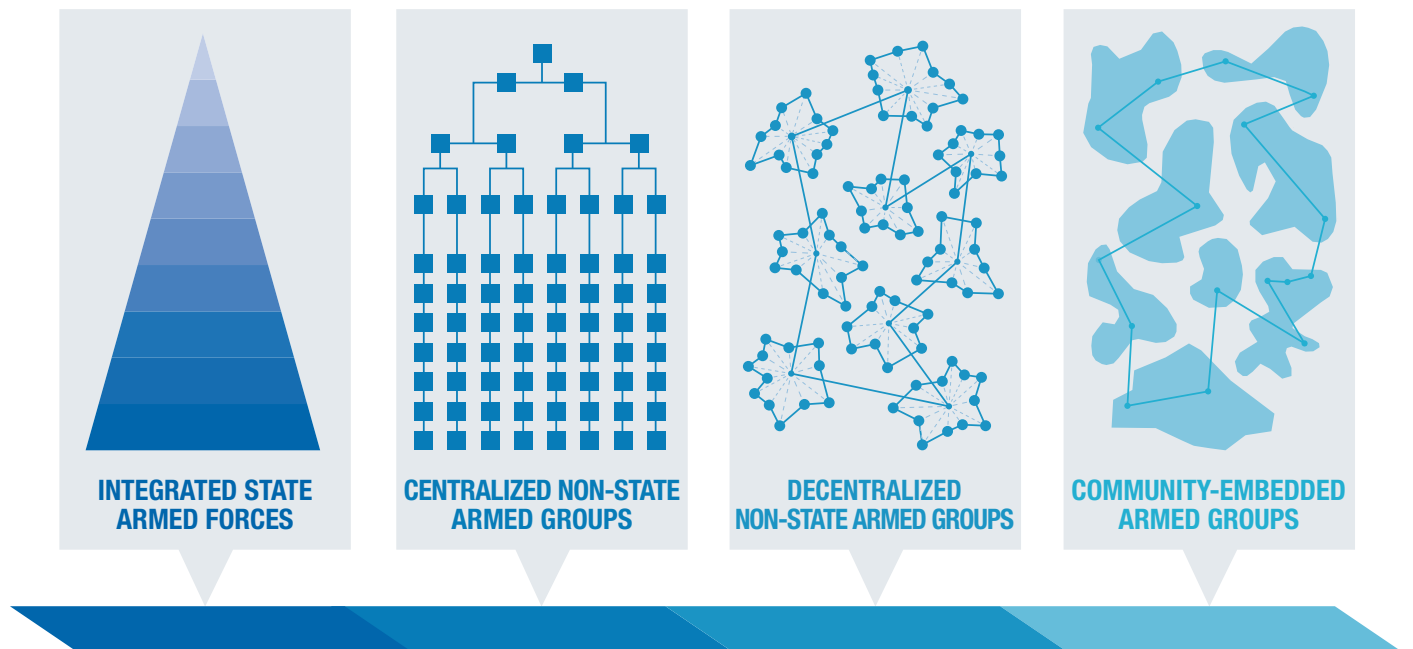 INTEGRATED STATE
ARMED FORCES
CENTRALIZED NON-STATE
ARMED GROUPS
DECENTRALIZED
NON-STATE ARMED GROUPS
COMMUNITY-EMBEDDED
ARMED GROUPS